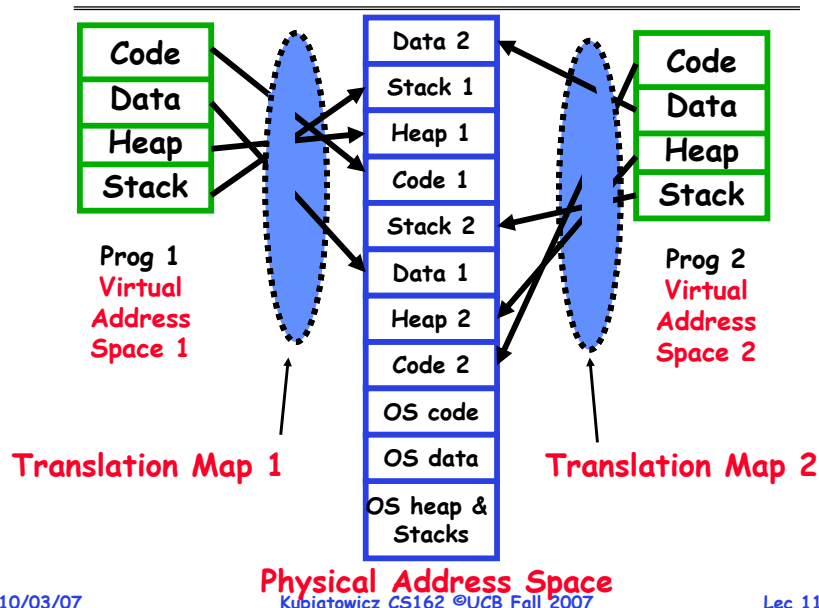 Code
Data
Heap
Stack
Prog 1
Virtual
Address
Space 1
Data 2
Stack 1
Heap 1
Code 1
Stack 2
Data 1
Heap 2
Code 2
OS code
OS data
OS heap &
Stacks
Code
Data
Heap
Stack
Prog 2
Virtual
Address
Space 2
Translation Map 1
Translation Map 2
Physical Address Space
10/03/07
Kubiatowicz CS162 ©UCB Fall 2007
Lec 11